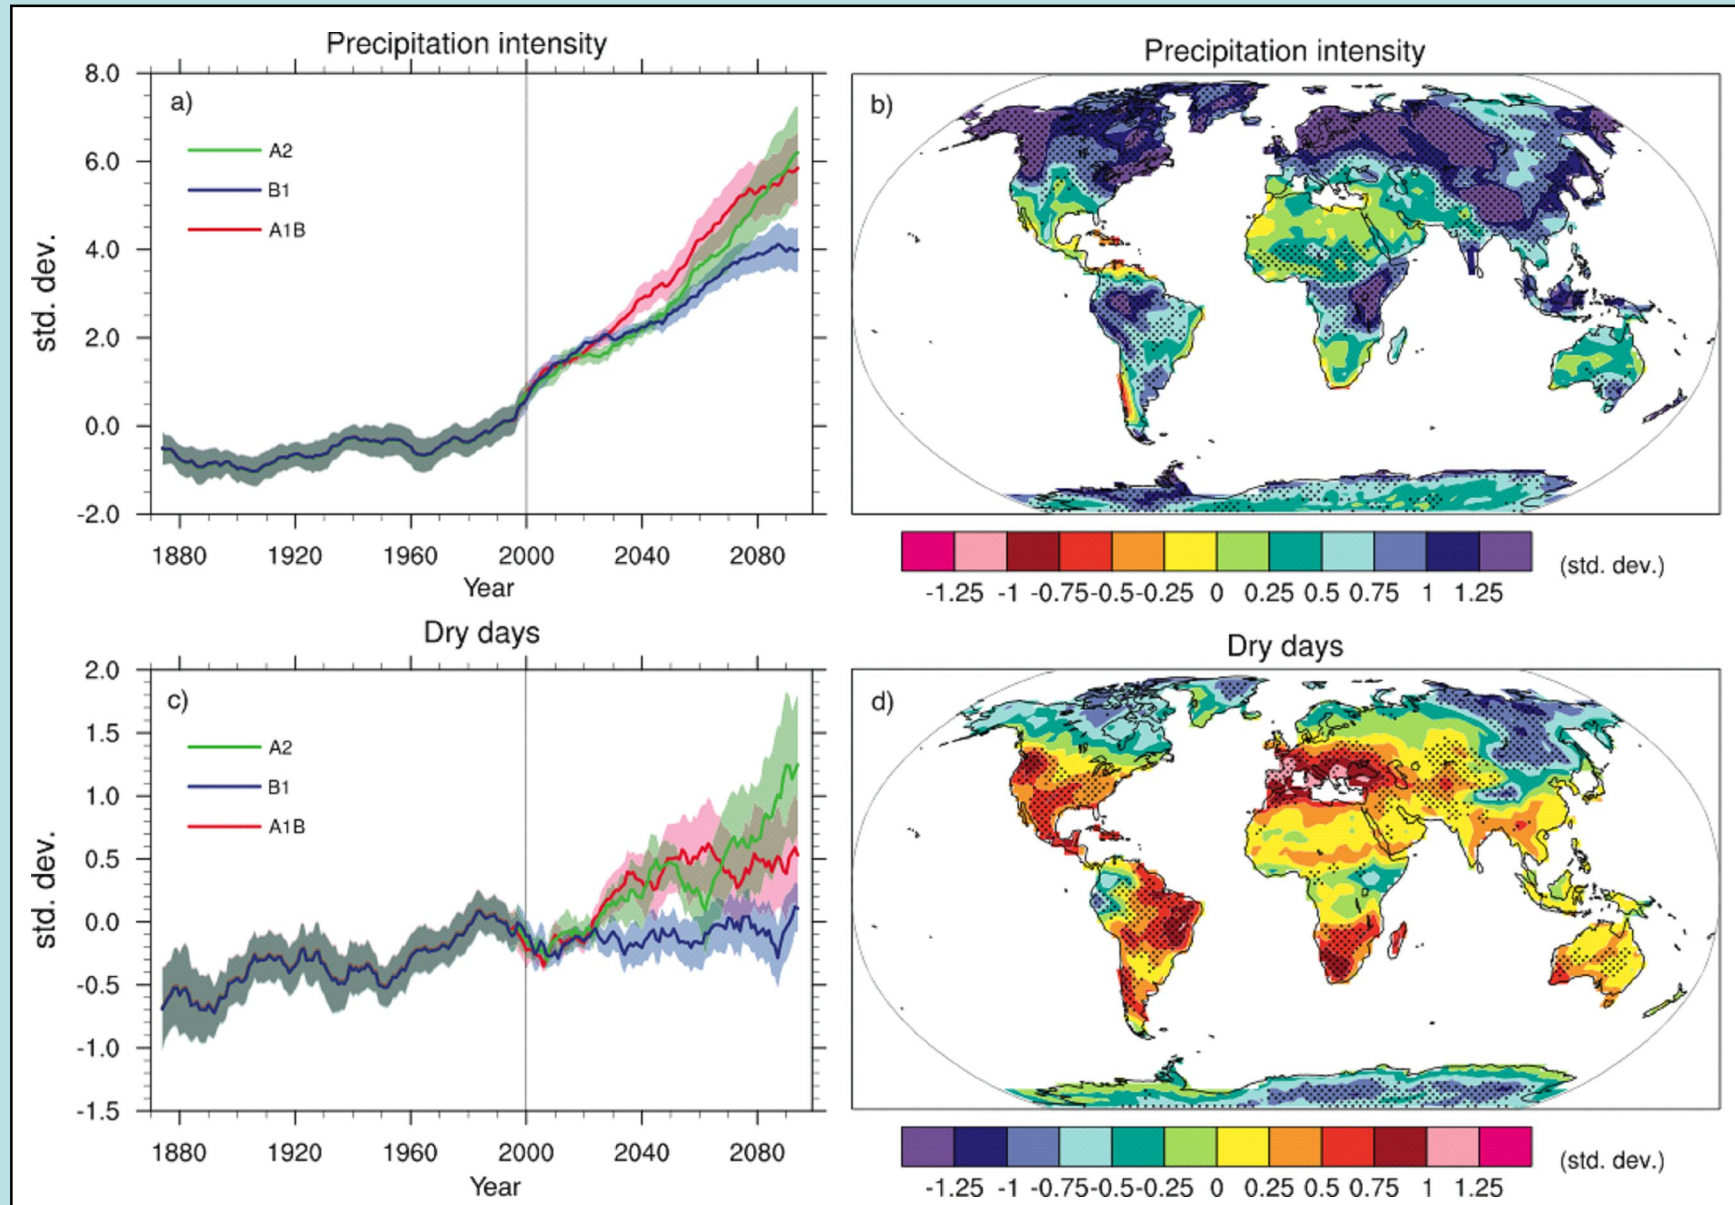 Precipitation intensity
a)
A2
B1
A1B
8.0
6.0
4.0
2.0
0.0
-2.0
std. dev.
1880 1920 1960 2000 2040 2080
Year
Precipitation intensity
b)
-1.25 -1 -0.75 -0.5 -0.25 0 0.25 0.5 0.75 1 1.25
(std. dev.)
Dry days
c)
A2
B1
A1B
2.0
1.5
1.0
0.5
0.0
-0.5
-1.0
-1.5
std. dev.
1880 1920 1960 2000 2040 2080
Year
Dry days
d)
-1.25 -1 -0.75 -0.5 -0.25 0 0.25 0.5 0.75 1 1.25
(std. dev.)